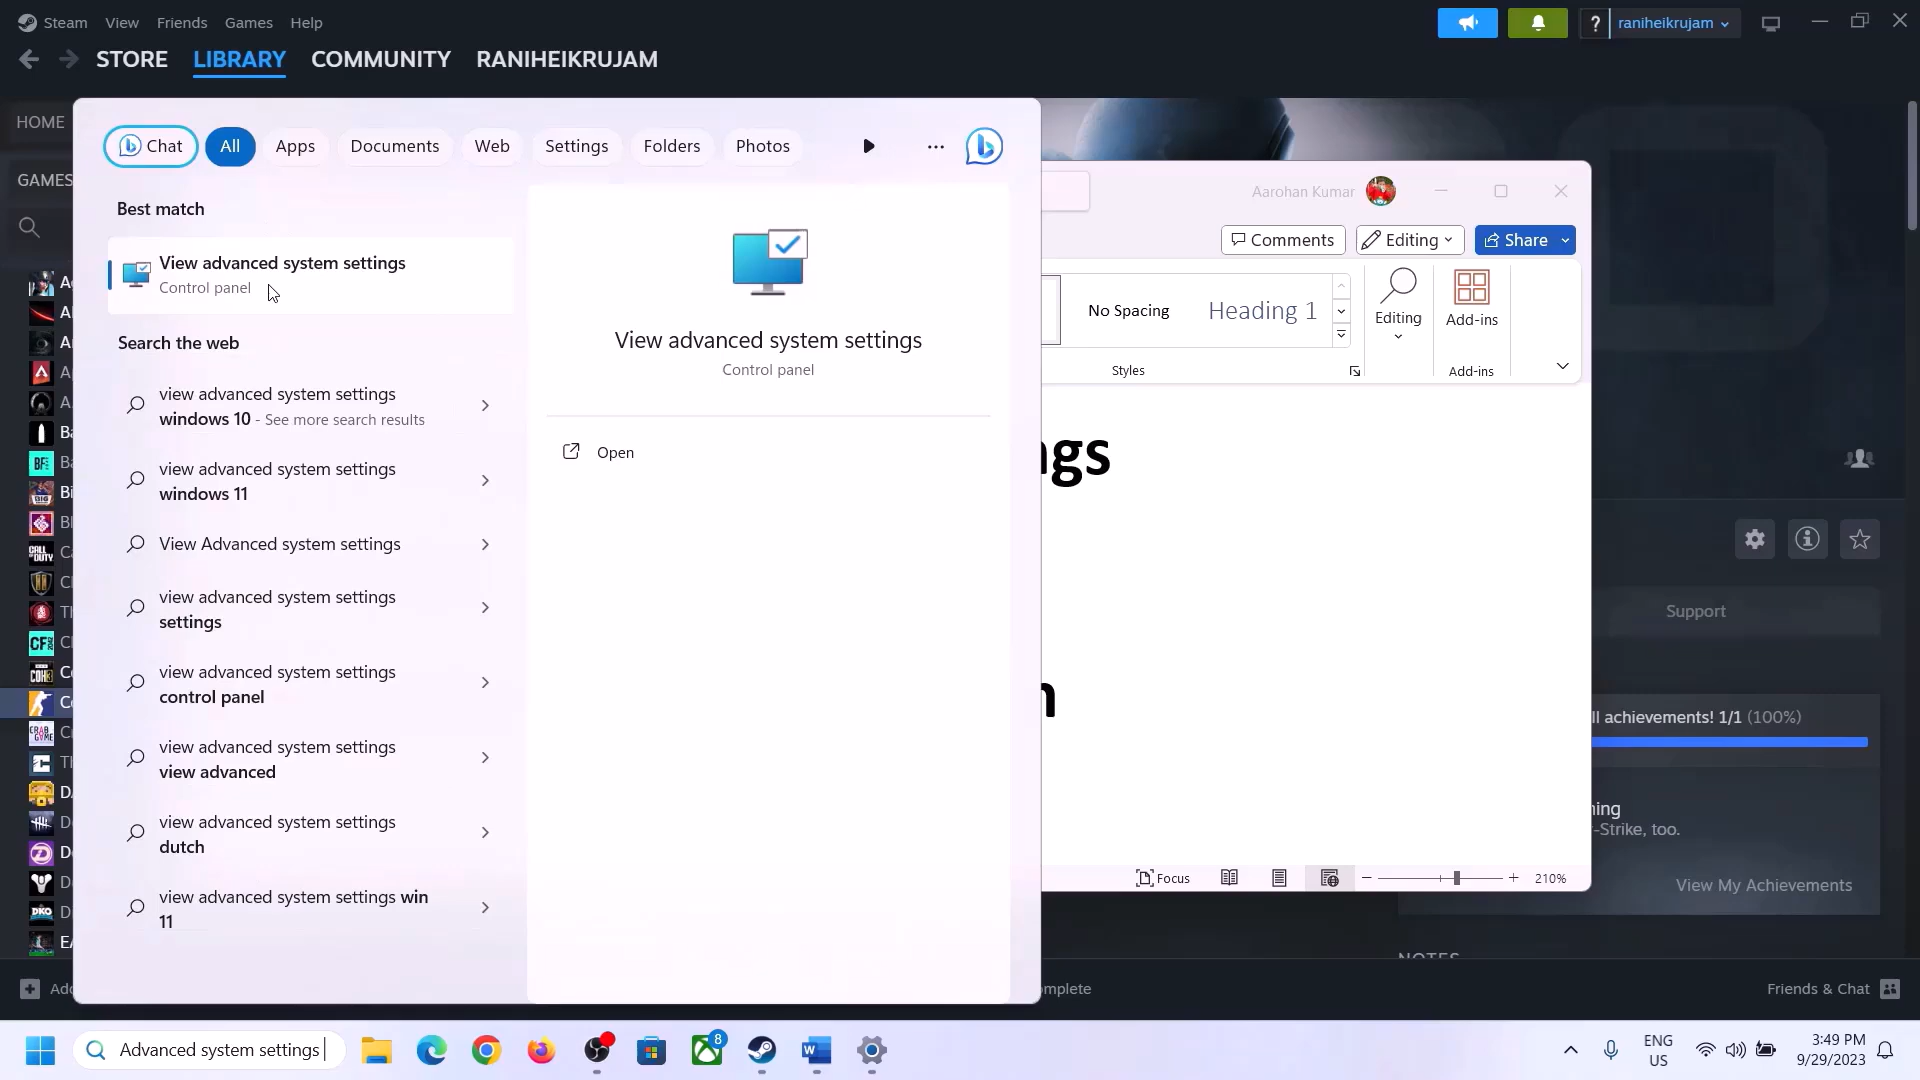 Steam View Friends Games Help
raniheikrujam
STORE LIBRARY COMMUNITY RANIHEIKRUJAM
HOME
GAMES
Chat All Apps Documents Web Settings Folders Photos
Best match
View advanced system settings
Control panel
Search the web
view advanced system settings
windows 10 - See more search results
view advanced system settings
windows 11
View Advanced system settings
view advanced system settings
settings
view advanced system settings
control panel
view advanced system settings
view advanced
view advanced system settings
dutch
view advanced system settings win
11
View advanced system settings
Control panel
Open
Aarohan Kumar
Comments Editing Share
No Spacing Heading 1
Editing
Add-ins
Styles
Add-ins
ngs
n
Focus 210%
Support
ll achievements! 1/1 (100%)
ning
-Strike, too.
View My Achievements
NOTES
Add
mplete
Friends & Chat
Advanced system settings
8
ENG
US
3:49 PM
9/29/2023